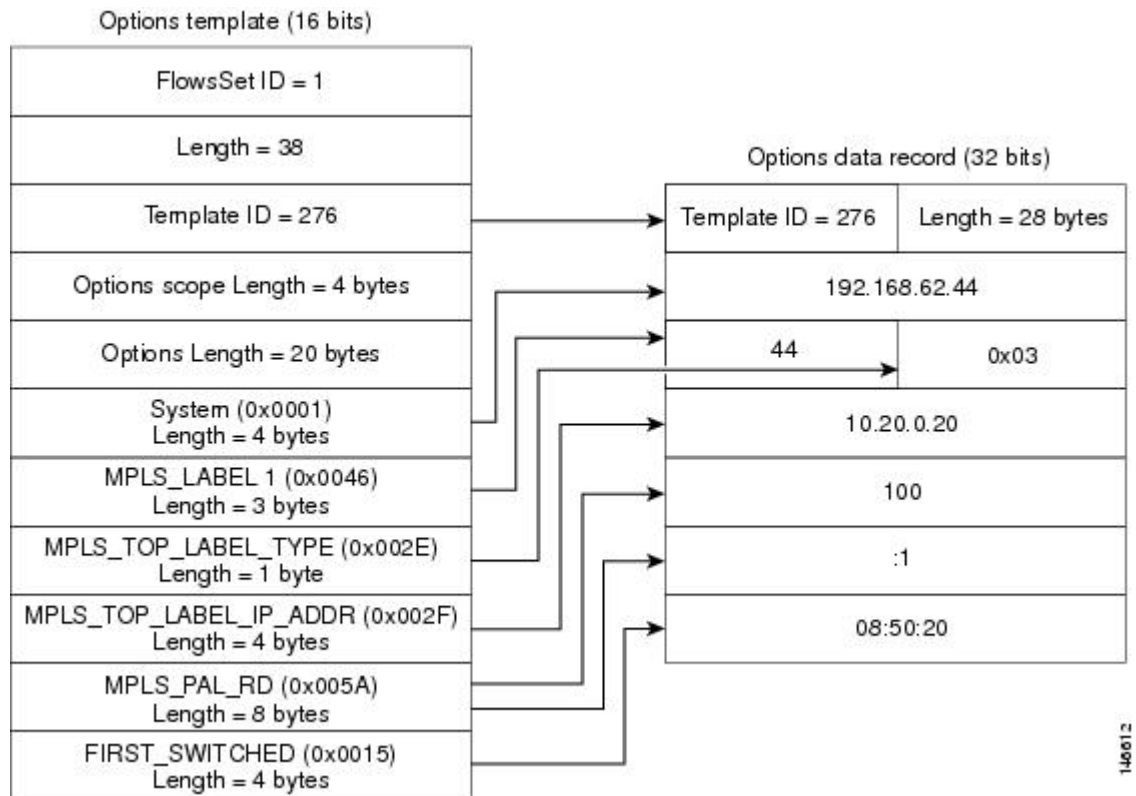 Options template (16 bits)
FlowsSet ID = 1
Length = 38
Template ID = 276
Options scope Length = 4 bytes
Options Length = 20 bytes
System (0x0001)
Length = 4 bytes
MPLS_LABEL 1 (0x0046)
Length = 3 bytes
MPLS_TOP_LABEL_TYPE (0x002E)
Length = 1 byte
MPLS_TOP_LABEL_IP_ADDR (0x002F)
Length = 4 bytes
MPLS_PAL_RD (0x005A)
Length = 8 bytes
FIRST_SWITCHED (0x0015)
Length = 4 bytes
Options data record (32 bits)
Template ID = 276
Length = 28 bytes
192.168.62.44
44
0x03
10.20.0.20
100
:1
08:50:20
146612